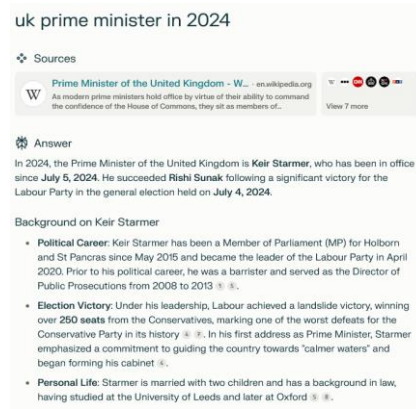 uk prime minister in 2024
Sources
W
Prime Minister of the United Kingdom - W... · en.wikipedia.org
As modern prime ministers hold office by virtue of their ability to command
the confidence of the House of Commons, they sit as members of...
View 7 more
Answer
In 2024, the Prime Minister of the United Kingdom is Keir Starmer, who has been in office
since July 5, 2024. He succeeded Rishi Sunak following a significant victory for the
Labour Party in the general election held on July 4, 2024.
Background on Keir Starmer
• Political Career: Keir Starmer has been a Member of Parliament (MP) for Holborn
and St Pancras since May 2015 and became the leader of the Labour Party in April
2020. Prior to his political career, he was a barrister and served as the Director of
Public Prosecutions from 2008 to 2013 1 5 .
• Election Victory: Under his leadership, Labour achieved a landslide victory, winning
over 250 seats from the Conservatives, marking one of the worst defeats for the
Conservative Party in its history 4 7 . In his first address as Prime Minister, Starmer
emphasized a commitment to guiding the country towards "calmer waters" and
began forming his cabinet 4 .
• Personal Life: Starmer is married with two children and has a background in law,
having studied at the University of Leeds and later at Oxford 5 8 .